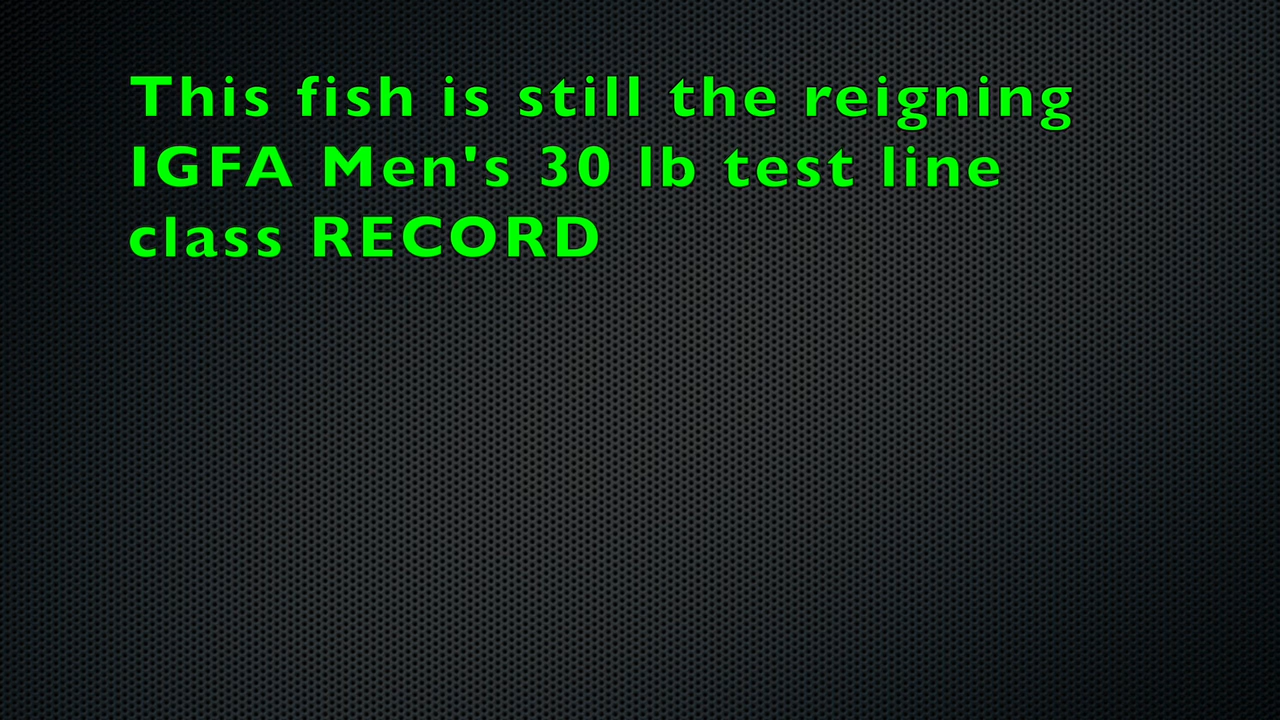 This fish is still the reigning
IGFA Men's 30 lb test line
class RECORD